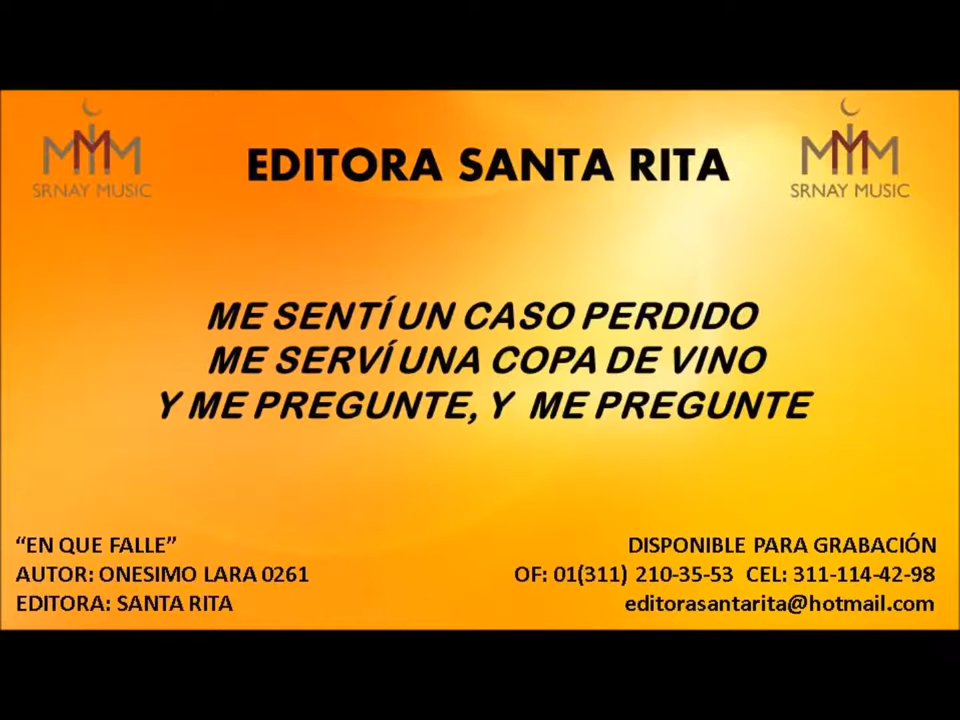 SRNAY MUSIC
EDITORA SANTA RITA
SRNAY MUSIC
ME SENTÍ UN CASO PERDIDO
ME SERVÍ UNA COPA DE VINO
Y ME PREGUNTE, Y ME PREGUNTE
“EN QUE FALLE”
AUTOR: ONESIMO LARA 0261
EDITORA: SANTA RITA
DISPONIBLE PARA GRABACIÓN
OF: 01(311) 210-35-53 CEL: 311-114-42-98
editorasantarita@hotmail.com